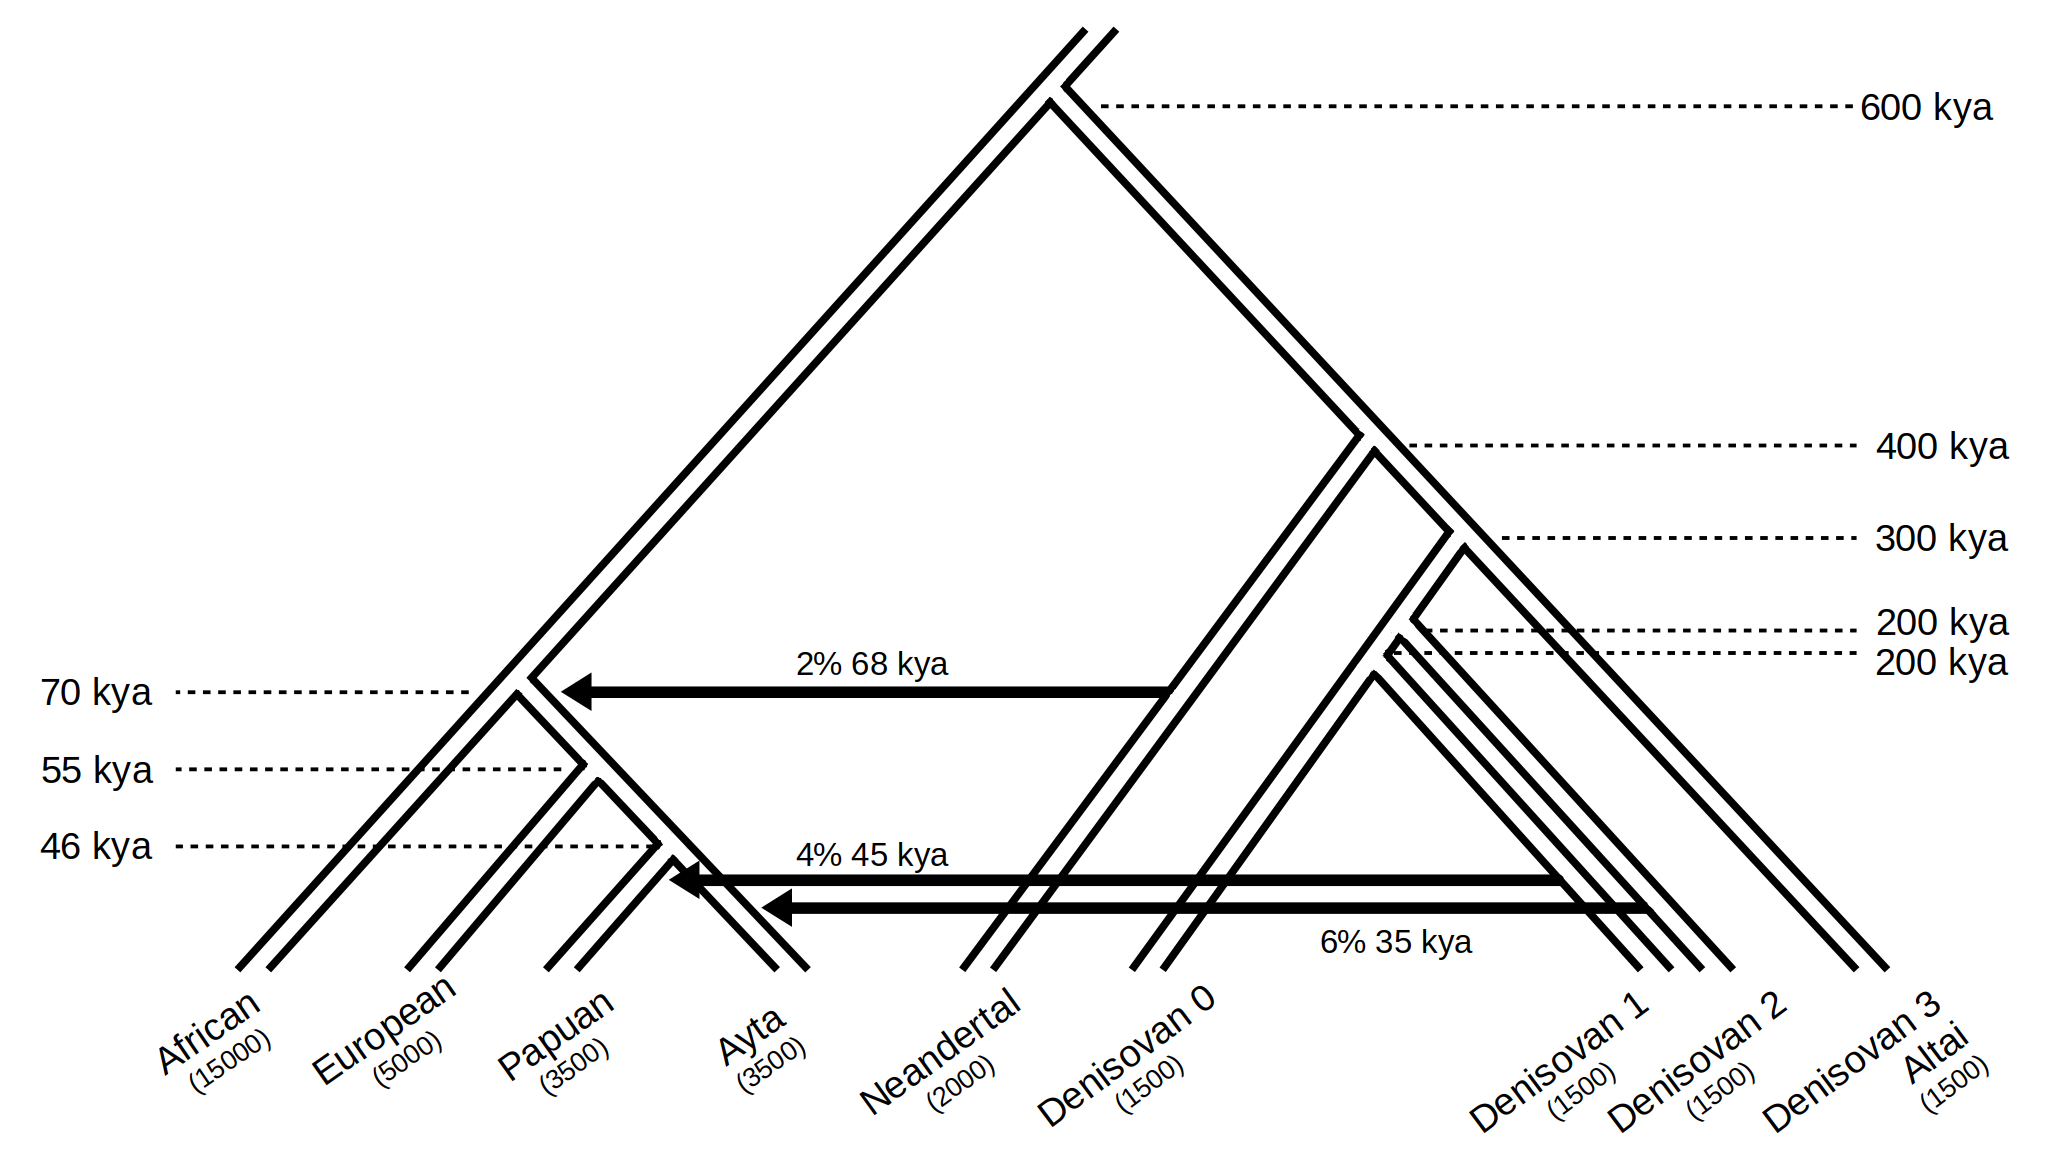 600 kya
400 kya
300 kya
200 kya
200 kya
2% 68 kya
70 kya
55 kya
46 kya
4% 45 kya
6% 35 kya
African
(15000)
European
(5000)
Papuan
(3500)
Ayta
(3500)
Neandertal
(2000)
Denisovan 0
(1500)
Denisovan 1
(1500)
Denisovan 2
(1500)
Denisovan 3
Altai
(1500)